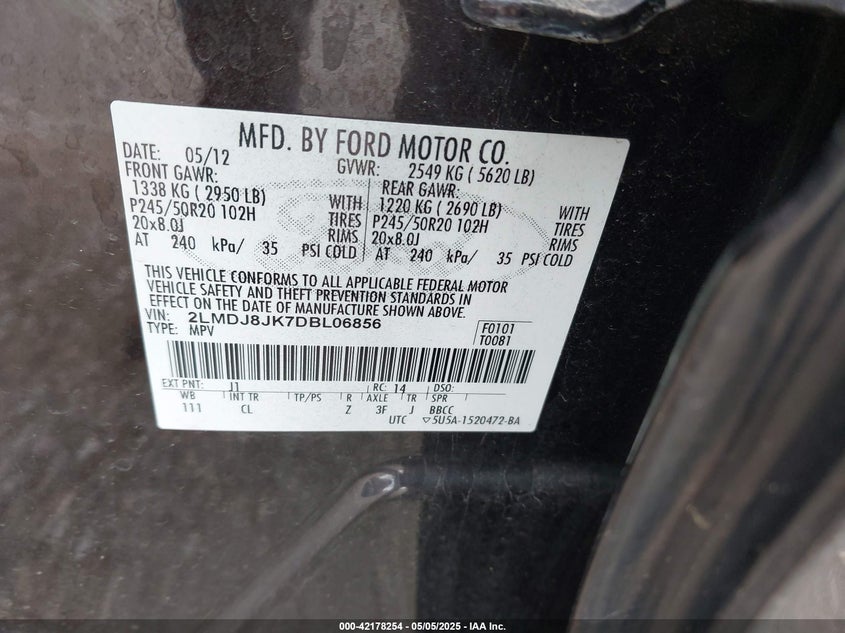 MFD. BY FORD MOTOR CO.
DATE: 05/12 GVWR: 2549 KG ( 5620 LB)
FRONT GAWR: REAR GAWR:
1338 KG ( 2950 LB) WITH 1220 KG ( 2690 LB) WITH
P245/50R20 102H TIRES P245/50R20 102H TIRES
20x8.0J RIMS 20x8.0J RIMS
AT 240 kPa/ 35 PSI COLD AT 240 kPa/ 35 PSI COLD
THIS VEHICLE CONFORMS TO ALL APPLICABLE FEDERAL MOTOR
VEHICLE SAFETY AND THEFT PREVENTION STANDARDS IN
EFFECT ON THE DATE OF MANUFACTURE SHOWN ABOVE.
VIN: 2LMDJ8JK7DBL06856 F0101
TYPE: MPV T0081
EXT PNT: J1 RC: 14 DSO:
WB INT TR TP/PS R AXLE TR SPR
111 CL Z 3F J BBCC
UTC ▽5U5A-1520472-BA
000-42178254 - 05/05/2025 - IAA Inc.